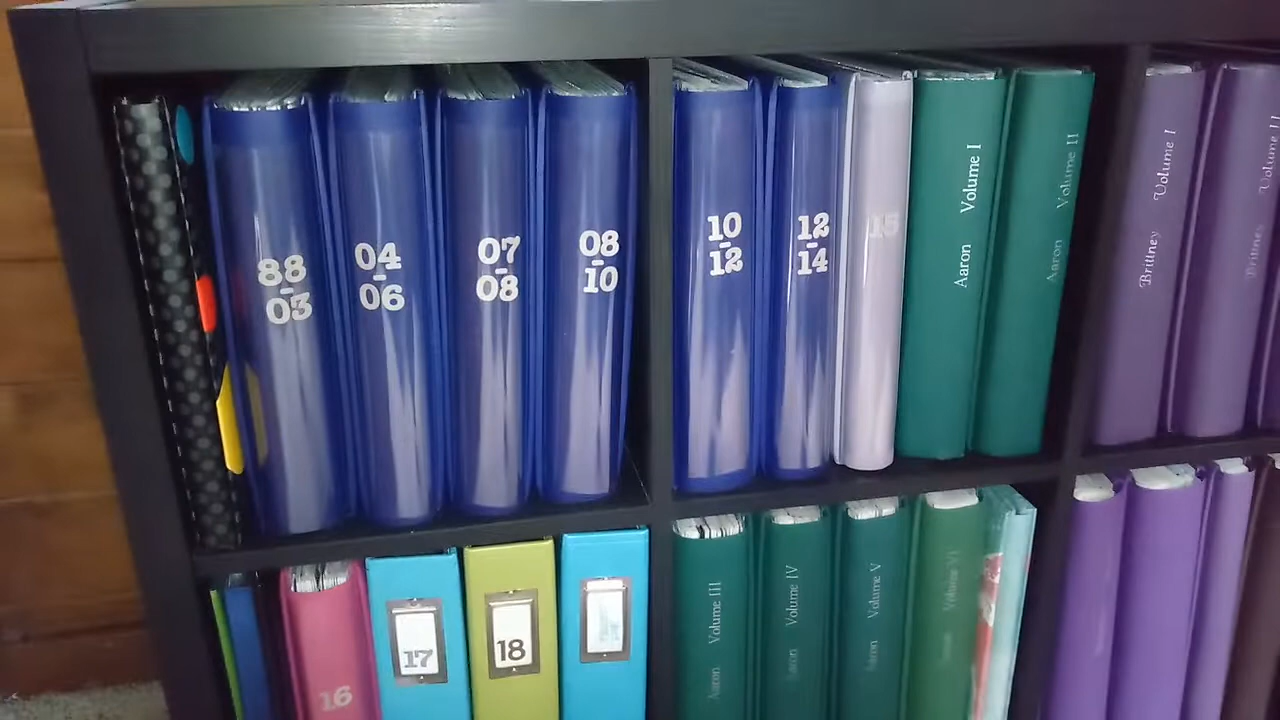 88
-
03
04
-
06
07
-
08
08
-
10
10
-
12
12
-
14
15
Aaron Volume I
Aaron Volume II
Brittney Volume I
Brittney Volume II
16
17
18
Aaron Volume III
Aaron Volume IV
Aaron Volume V
Volume VI